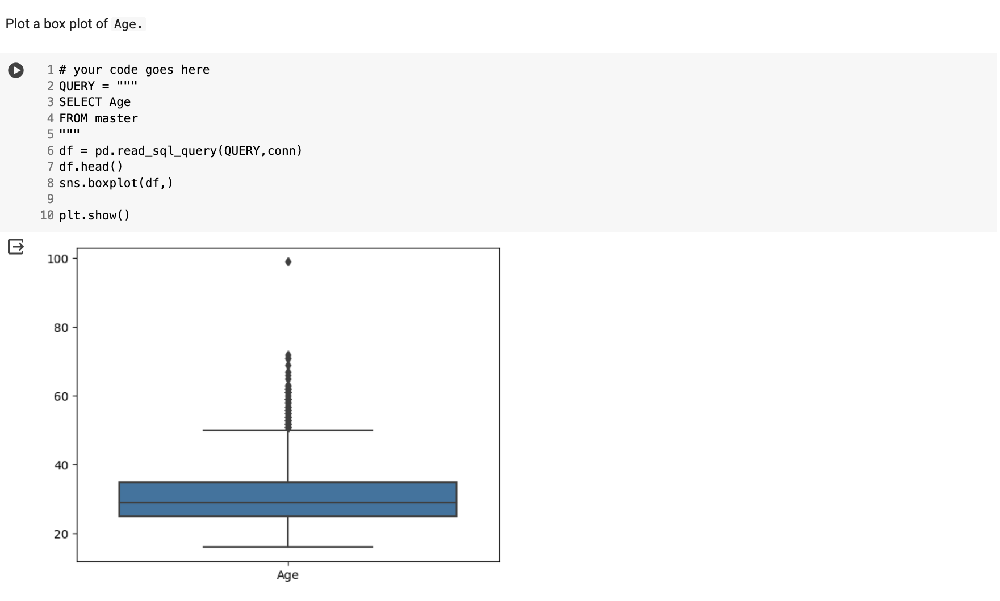 Plot a box plot of Age.
1 # your code goes here
2 QUERY = """
3 SELECT Age
4 FROM master
5 """
6 df = pd.read_sql_query(QUERY,conn)
7 df.head()
8 sns.boxplot(df,)
9
10 plt.show()
100
80
60
40
20
Age